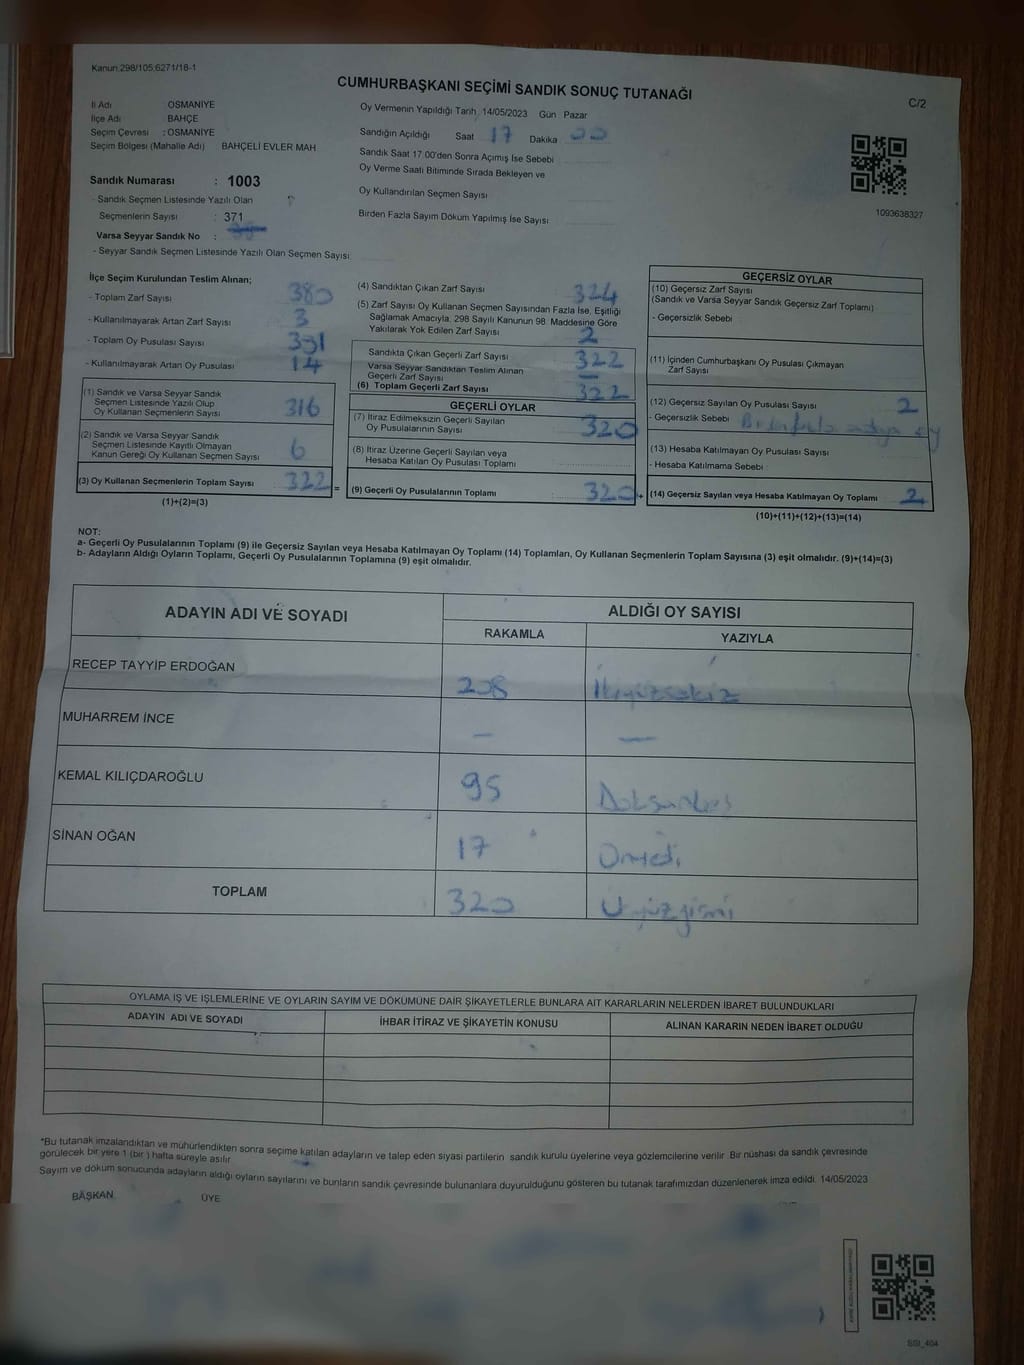 Kanun 298/105;6271/18-1
CUMHURBAŞKANI SEÇİMİ SANDIK SONUÇ TUTANAĞI
C/2
İl Adı : OSMANİYE
İlçe Adı : BAHÇE
Seçim Çevresi : OSMANİYE
Seçim Bölgesi (Mahalle Adı) : BAHÇELİ EVLER MAH
Sandık Numarası : 1003
- Sandık Seçmen Listesinde Yazılı Olan
Seçmenlerin Sayısı : 371
Varsa Seyyar Sandık No :
- Seyyar Sandık Seçmen Listesinde Yazılı Olan Seçmen Sayısı:
Oy Vermenin Yapıldığı Tarih: 14/05/2023 Gün Pazar
Sandığın Açıldığı Saat 17 Dakika 00
Sandık Saat 17:00'den Sonra Açımış İse Sebebi
Oy Verme Saati Bitiminde Sırada Bekleyen ve
Oy Kullandırılan Seçmen Sayısı
Birden Fazla Sayım Döküm Yapılmış İse Sayısı
1093638327
İlçe Seçim Kurulundan Teslim Alınan;
- Toplam Zarf Sayısı 380
- Kullanılmayarak Artan Zarf Sayısı 3
- Toplam Oy Pusulası Sayısı
- Kullanılmayarak Artan Oy Pusulası 14
(1) Sandık ve Varsa Seyyar Sandık
Seçmen Listesinde Yazılı Olup
Oy Kullanan Seçmenlerin Sayısı 316
(2) Sandık ve Varsa Seyyar Sandık
Seçmen Listesinde Kayıtlı Olmayan
Kanun Gereği Oy Kullanan Seçmen Sayısı 6
(3) Oy Kullanan Seçmenlerin Toplam Sayısı 322 =
(1)+(2)=(3)
(4) Sandıktan Çıkan Zarf Sayısı 324
(5) Zarf Sayısı Oy Kullanan Seçmen Sayısından Fazla İse, Eşitliği
Sağlamak Amacıyla, 298 Sayılı Kanunun 98. Maddesine Göre
Yakılarak Yok Edilen Zarf Sayısı 2
Sandıkta Çıkan Geçerli Zarf Sayısı 322
Varsa Seyyar Sandıktan Teslim Alınan
Geçerli Zarf Sayısı —
(6) Toplam Geçerli Zarf Sayısı 322
GEÇERLİ OYLAR
(7) İtiraz Edilmeksizin Geçerli Sayılan
Oy Pusulalarının Sayısı 320
(8) İtiraz Üzerine Geçerli Sayılan veya
Hesaba Katılan Oy Pusulası Toplamı
(9) Geçerli Oy Pusulalarının Toplamı : 320 +
GEÇERSİZ OYLAR
(10) Geçersiz Zarf Sayısı
(Sandık ve Varsa Seyyar Sandık Geçersiz Zarf Toplamı)
- Geçersizlik Sebebi
(11) İçinden Cumhurbaşkanı Oy Pusulası Çıkmayan
Zarf Sayısı
(12) Geçersiz Sayılan Oy Pusulası Sayısı 2
- Geçersizlik Sebebi Birden fazla adaya oy
(13) Hesaba Katılmayan Oy Pusulası Sayısı
- Hesaba Katılmama Sebebi
(14) Geçersiz Sayılan veya Hesaba Katılmayan Oy Toplamı 2
(10)+(11)+(12)+(13)=(14)
NOT:
a- Geçerli Oy Pusulalarının Toplamı (9) ile Geçersiz Sayılan veya Hesaba Katılmayan Oy Toplamı (14) Toplamları, Oy Kullanan Seçmenlerin Toplam Sayısına (3) eşit olmalıdır. (9)+(14)=(3)
b- Adayların Aldığı Oyların Toplamı, Geçerli Oy Pusulalarının Toplamına (9) eşit olmalıdır.
ADAYIN ADI VE SOYADI
ALDIĞI OY SAYISI
RAKAMLA YAZIYLA
RECEP TAYYİP ERDOĞAN 208 İkiyüzsekiz
MUHARREM İNCE — —
KEMAL KILIÇDAROĞLU 95 Doksanbeş
SİNAN OĞAN 17 Onyedi
TOPLAM 320 Üçyüzyirmi
OYLAMA İŞ VE İŞLEMLERİNE VE OYLARIN SAYIM VE DÖKÜMÜNE DAİR ŞİKAYETLERLE BUNLARA AİT KARARLARIN NELERDEN İBARET BULUNDUKLARI
ADAYIN ADI VE SOYADI İHBAR İTİRAZ VE ŞİKAYETİN KONUSU ALINAN KARARIN NEDEN İBARET OLDUĞU
*Bu tutanak imzalandıktan ve mühürlendikten sonra seçime katılan adayların ve talep eden siyasi partilerin sandık kurulu üyelerine veya gözlemcilerine verilir. Bir nüshası da sandık çevresinde
görülecek bir yere 1 (bir) hafta süreyle asılır.
Sayım ve döküm sonucunda adayların aldığı oyların sayılarını ve bunların sandık çevresinde bulunanlara duyurulduğunu gösteren bu tutanak tarafımızdan düzenlenerek imza edildi. 14/05/2023
BAŞKAN ÜYE
SSI_404